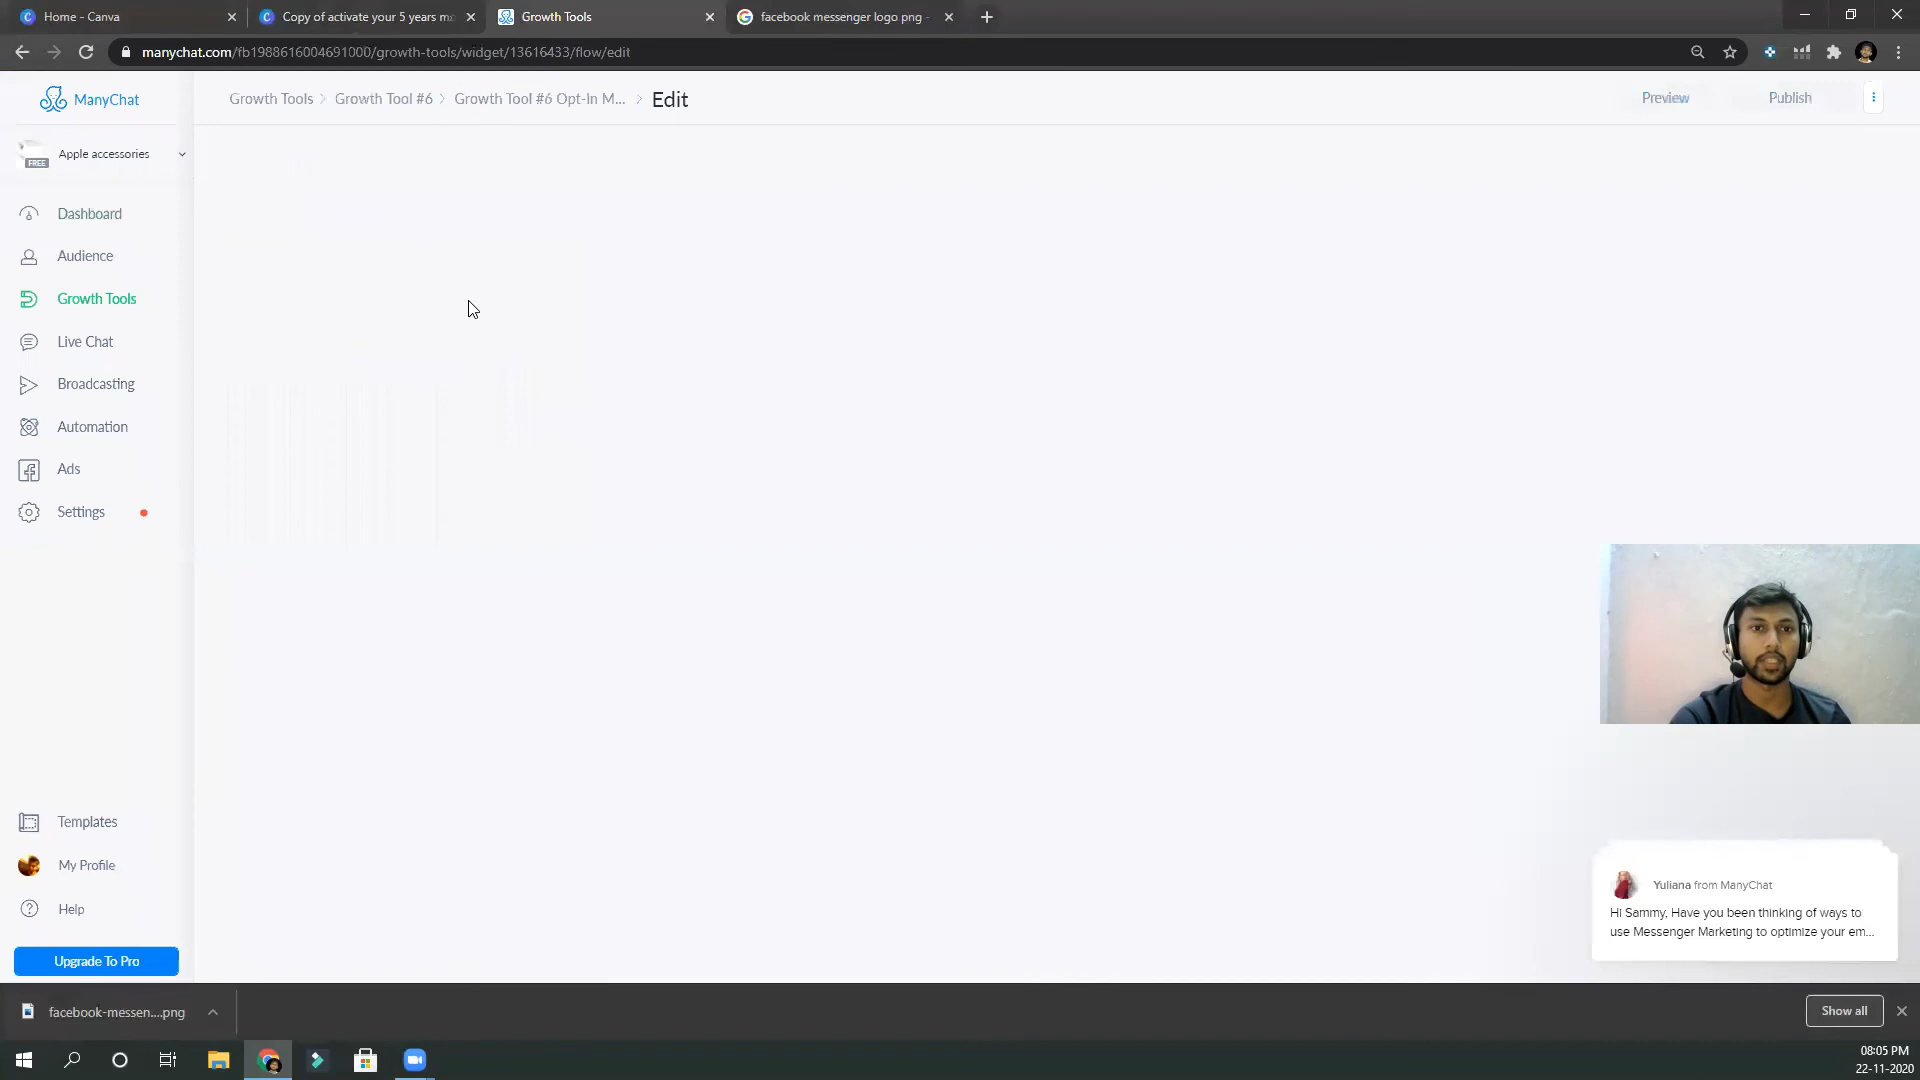 Home - Canva
Copy of activate your 5 years mo
Growth Tools
facebook messenger logo png -
manychat.com/fb1988616004691000/growth-tools/widget/13616433/flow/edit
ManyChat
Growth Tools > Growth Tool #6 > Growth Tool #6 Opt-In M... > Edit
Preview
Publish
FREE
Apple accessories
Dashboard
Audience
Growth Tools
Live Chat
Broadcasting
Automation
Ads
Settings
Templates
My Profile
Help
Upgrade To Pro
Yuliana from ManyChat
Hi Sammy, Have you been thinking of ways to
use Messenger Marketing to optimize your em...
facebook-messen....png
Show all
08:05 PM
22-11-2020